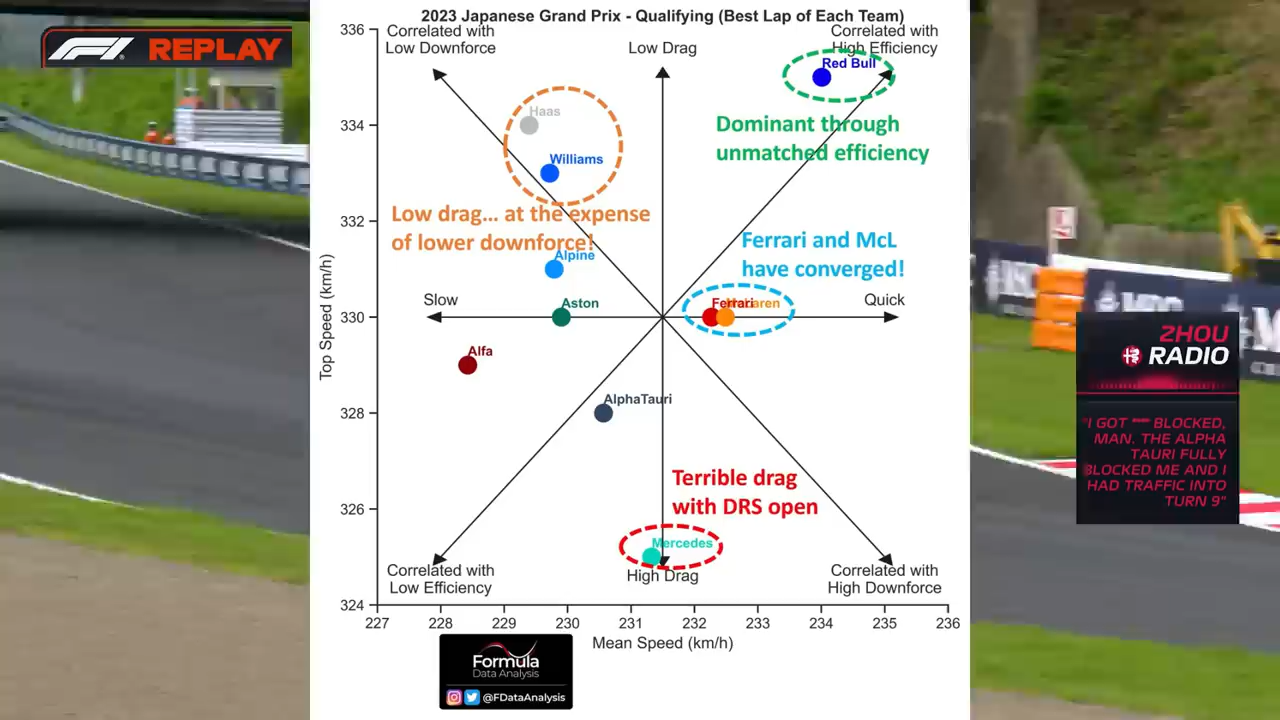 F1 REPLAY
2023 Japanese Grand Prix - Qualifying (Best Lap of Each Team)
Correlated with
Low Downforce
Low Drag
Correlated with
High Efficiency
Red Bull
Haas
Williams
Dominant through
unmatched efficiency
Low drag... at the expense
of lower downforce!
Alpine
Ferrari and McL
have converged!
Slow
Aston
Ferrari
Quick
Alfa
AlphaTauri
Terrible drag
with DRS open
Mercedes
High Drag
Correlated with
Low Efficiency
Correlated with
High Downforce
Top Speed (km/h)
336
334
332
330
328
326
324
227 228 229 230 231 232 233 234 235 236
Mean Speed (km/h)
Formula
Data Analysis
@FDataAnalysis
ZHOU
RADIO
"I GOT **** BLOCKED,
MAN. THE ALPHA
TAURI FULLY
BLOCKED ME AND I
HAD TRAFFIC INTO
TURN 9"